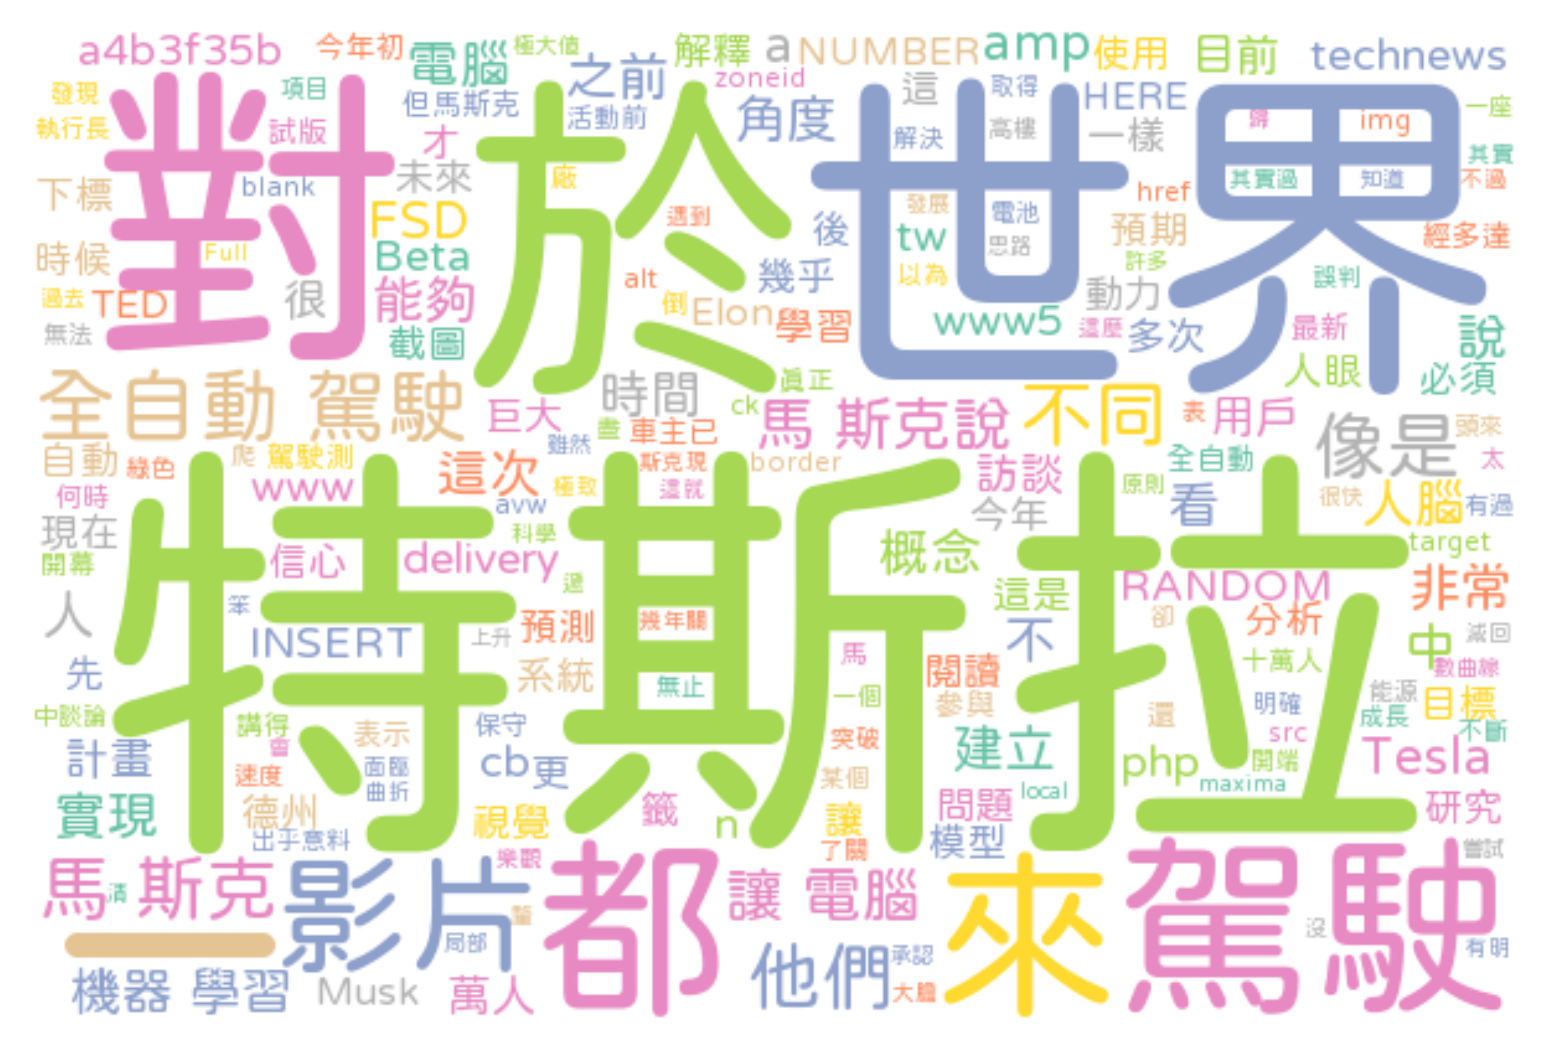 a4b3f35b 今年初 電腦 極大值 之前 解釋 a NUMBER amp 使用 目前 technews
發現 項目 但馬斯克 活動前 zoneid 角度 這 取得 HERE 一樣 歸 img 一座
執行長 試版 才 解決 高樓 其實
下標 對於 世界 blank 未來 廠 href 其實過 知道 不過
FSD 遇到 後 tw 發展 電池 預期 經多達
時候 Full Beta 幾乎 思路 許多
過去 TED 很 能夠 alt 倒 Elon 以為 動力 誤判
無法 截圖 學習 www5 這麼 多次 最新 說
全自動 駕駛 巨大 時間 真正 人眼 必須
ck 馬 斯克說 不同 表 用戶 像是 頭來
自動 綠色 爬 駕駛測 雖然 盡 車主已 斯克現 border 訪談 全自動 太
何時 www 這次 極致 這就 原則 看 很快 人腦 有過
現在 avw 科學 今年
開幕 信心 delivery 概念 target
特斯拉
人 笨 INSERT 上升 預測 過 幾年關 這是 RANDOM 非常
先 系統 無止 馬 閱讀 不 卻 分析 中 減回
中談論 講得 表示 保守 一個 參與 還 十萬人 數曲線
計畫 會 面臨 突破 建立 明確 能源 成長 目標 不斷
速度 曲折 cb 更 某個 php src 開端 Tesla
實現 德州 視覺 籤 n 讓 問題 local maxima 研究
出乎意料 了關 模型 嘗試
馬 斯克 清 影片 樂觀 都 讓 電腦 來 駕駛
一 局部 沒 有明
機器 學習 Musk 萬人 他們 承認 大膽